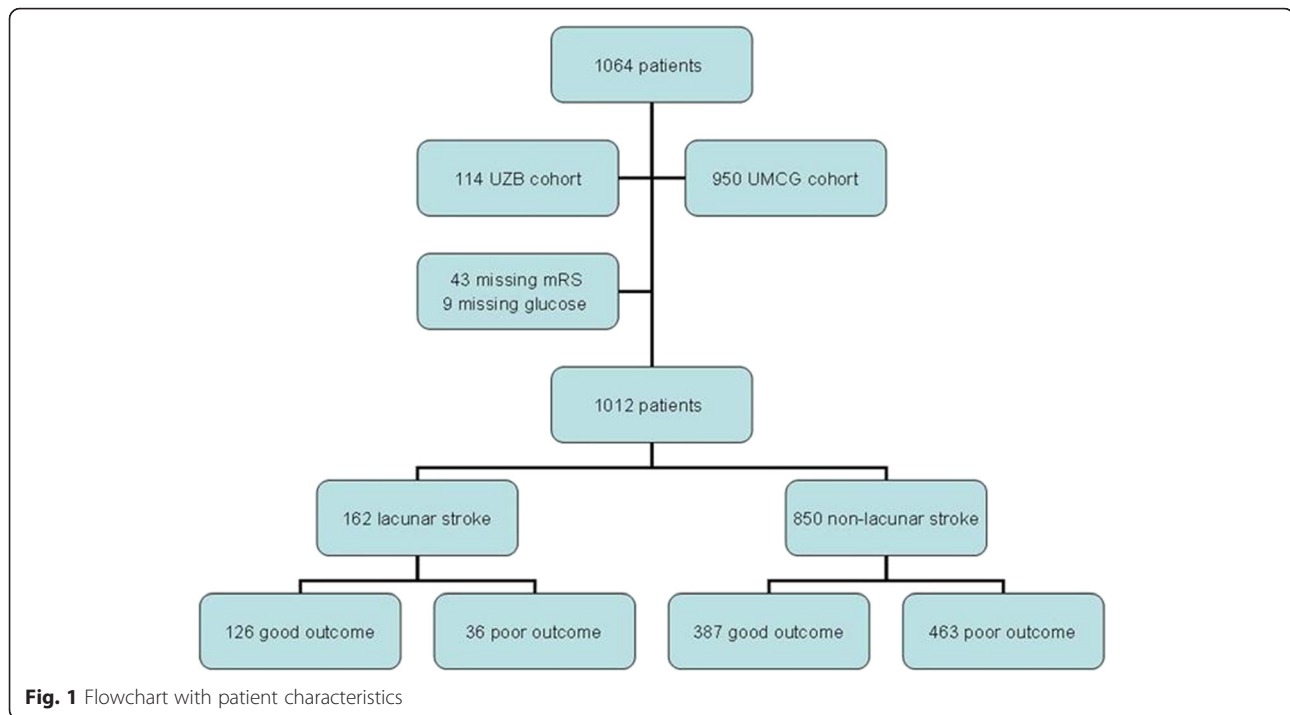 1064 patients
114 UZB cohort
950 UMCG cohort
43 missing mRS
9 missing glucose
1012 patients
162 lacunar stroke
850 non-lacunar stroke
126 good outcome
36 poor outcome
387 good outcome
463 poor outcome
Fig. 1 Flowchart with patient characteristics